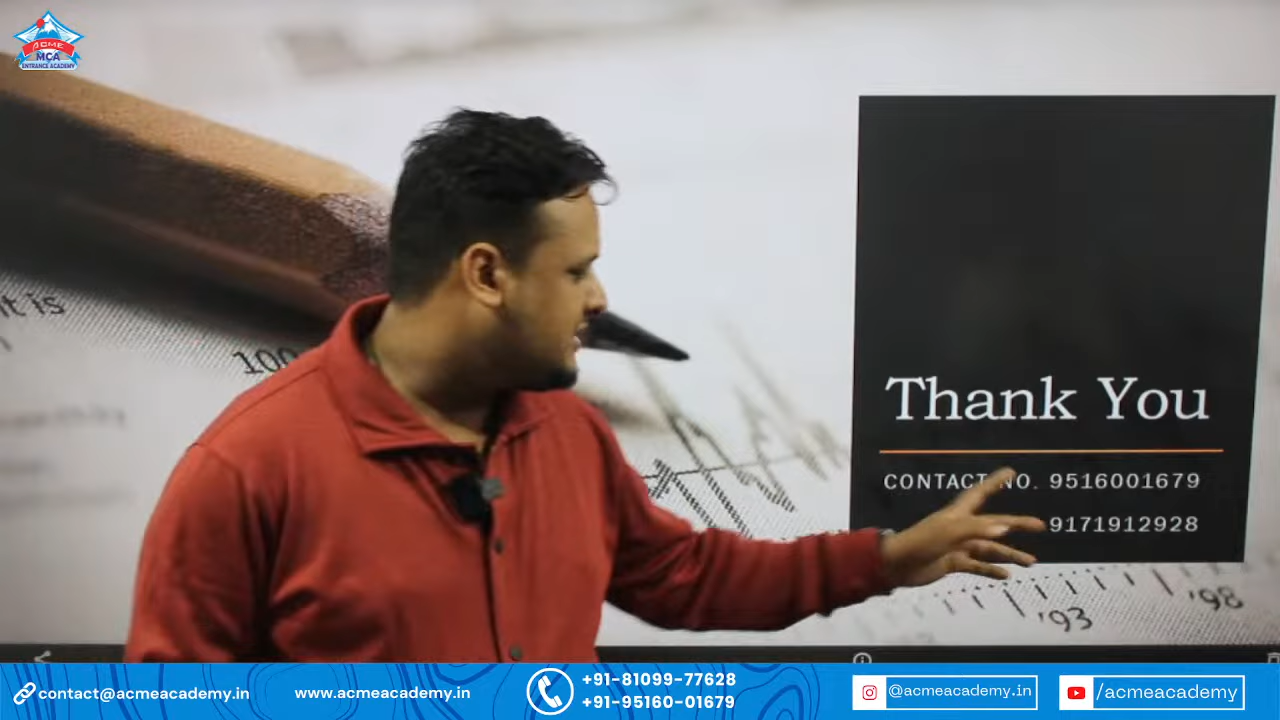 ACME
MCA
ENTRANCE ACADEMY
it is
100
Thank You
CONTACT NO. 9516001679
9171912928
'93
'98
contact@acmeacademy.in
www.acmeacademy.in
+91-81099-77628
+91-95160-01679
@acmeacademy.in
/acmeacademy